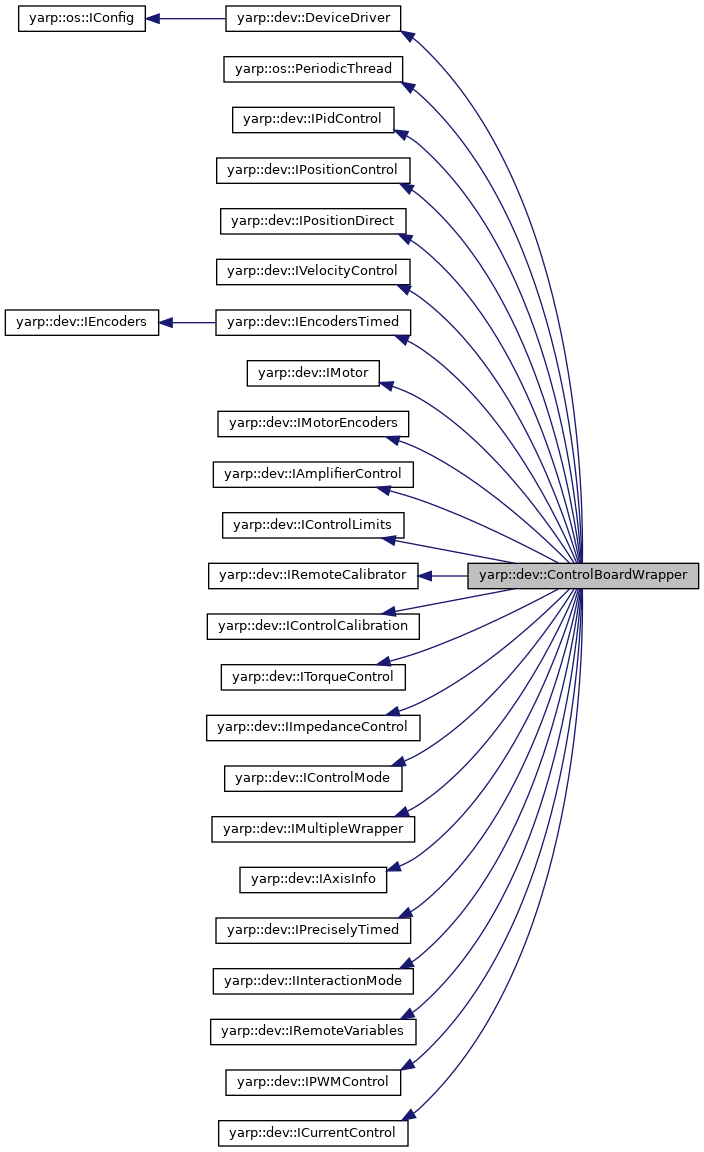 yarp::os::IConfig
yarp::dev::DeviceDriver
yarp::os::PeriodicThread
yarp::dev::IPidControl
yarp::dev::IPositionControl
yarp::dev::IPositionDirect
yarp::dev::IVelocityControl
yarp::dev::IEncoders
yarp::dev::IEncodersTimed
yarp::dev::IMotor
yarp::dev::IMotorEncoders
yarp::dev::IAmplifierControl
yarp::dev::IControlLimits
yarp::dev::IRemoteCalibrator
yarp::dev::ControlBoardWrapper
yarp::dev::IControlCalibration
yarp::dev::ITorqueControl
yarp::dev::IImpedanceControl
yarp::dev::IControlMode
yarp::dev::IMultipleWrapper
yarp::dev::IAxisInfo
yarp::dev::IPreciselyTimed
yarp::dev::IInteractionMode
yarp::dev::IRemoteVariables
yarp::dev::IPWMControl
yarp::dev::ICurrentControl